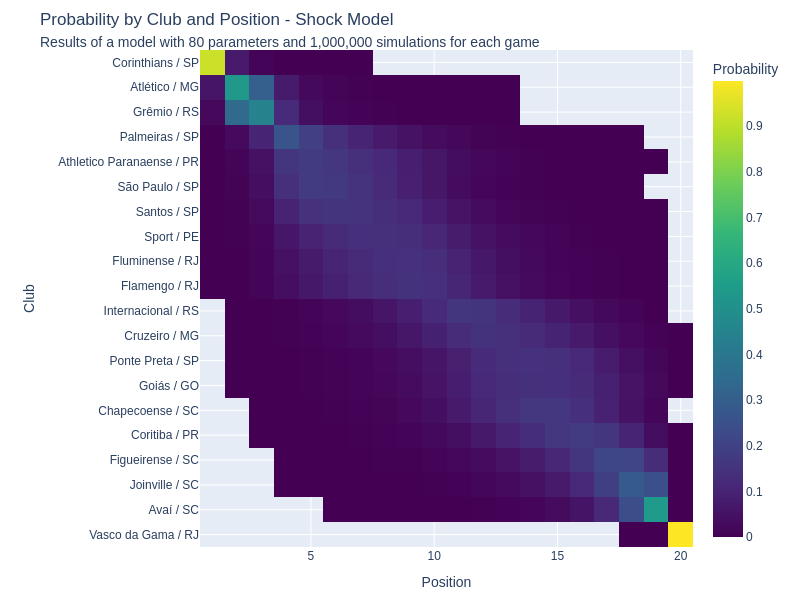 Probability by Club and Position - Shock Model
Results of a model with 80 parameters and 1,000,000 simulations for each game
Probability
Club
Corinthians / SP
Atlético / MG
Grêmio / RS
Palmeiras / SP
Athletico Paranaense / PR
São Paulo / SP
Santos / SP
Sport / PE
Fluminense / RJ
Flamengo / RJ
Internacional / RS
Cruzeiro / MG
Ponte Preta / SP
Goiás / GO
Chapecoense / SC
Coritiba / PR
Figueirense / SC
Joinville / SC
Avaí / SC
Vasco da Gama / RJ
5
10
15
20
Position
0.9
0.8
0.7
0.6
0.5
0.4
0.3
0.2
0.1
0